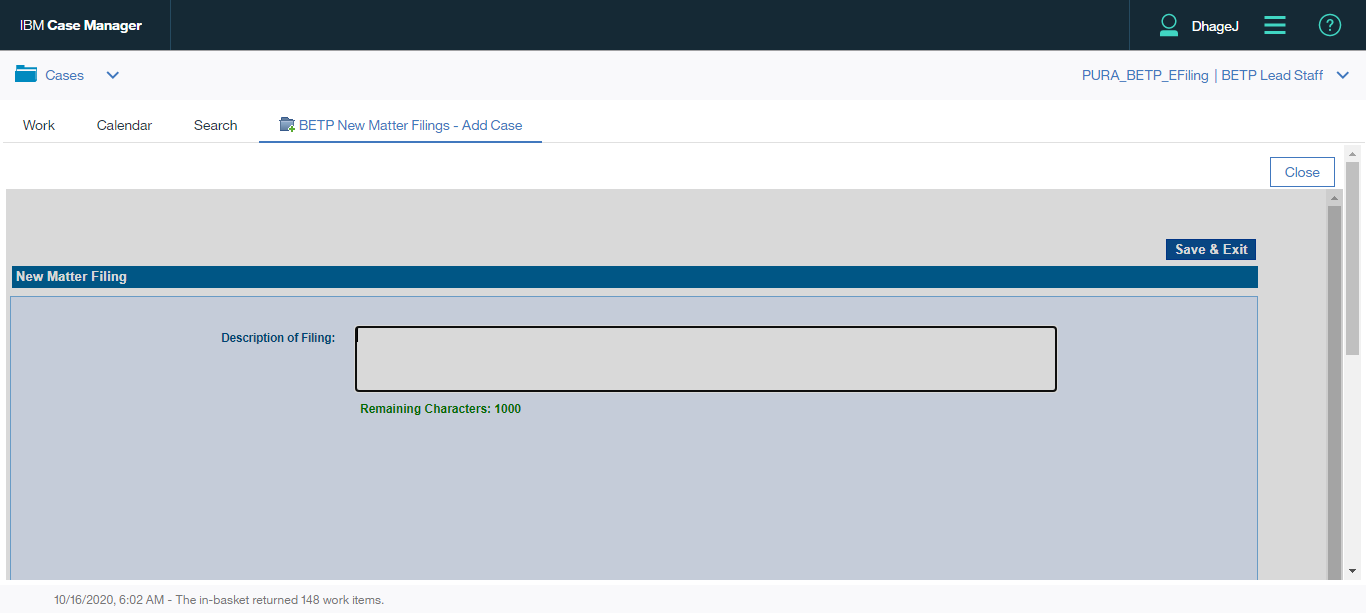 IBM Case Manager
DhageJ
?
Cases
PURA_BETP_EFiling | BETP Lead Staff
Work
Calendar
Search
BETP New Matter Filings - Add Case
Close
Save & Exit
New Matter Filing
Description of Filing:
Remaining Characters: 1000
10/16/2020, 6:02 AM - The in-basket returned 148 work items.